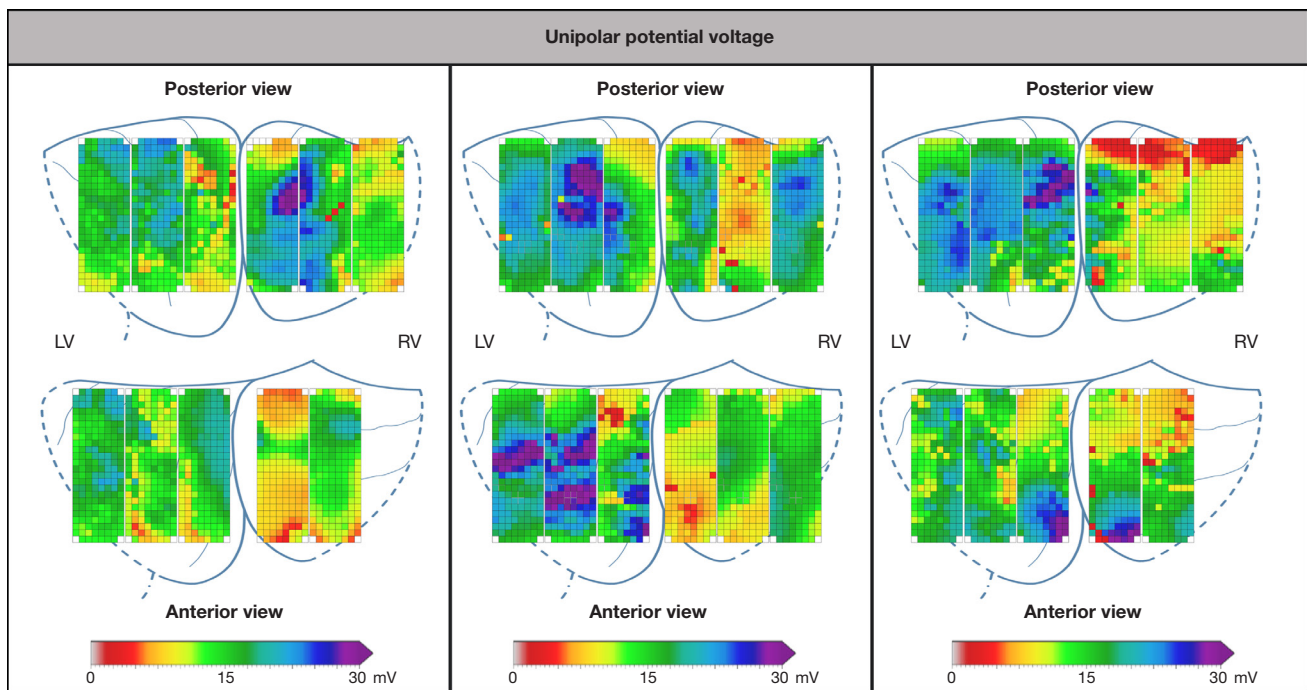 Unipolar potential voltage
Posterior view
LV
RV
Anterior view
0 15 30 mV
Posterior view
LV
RV
Anterior view
0 15 30 mV
Posterior view
LV
RV
Anterior view
0 15 30 mV